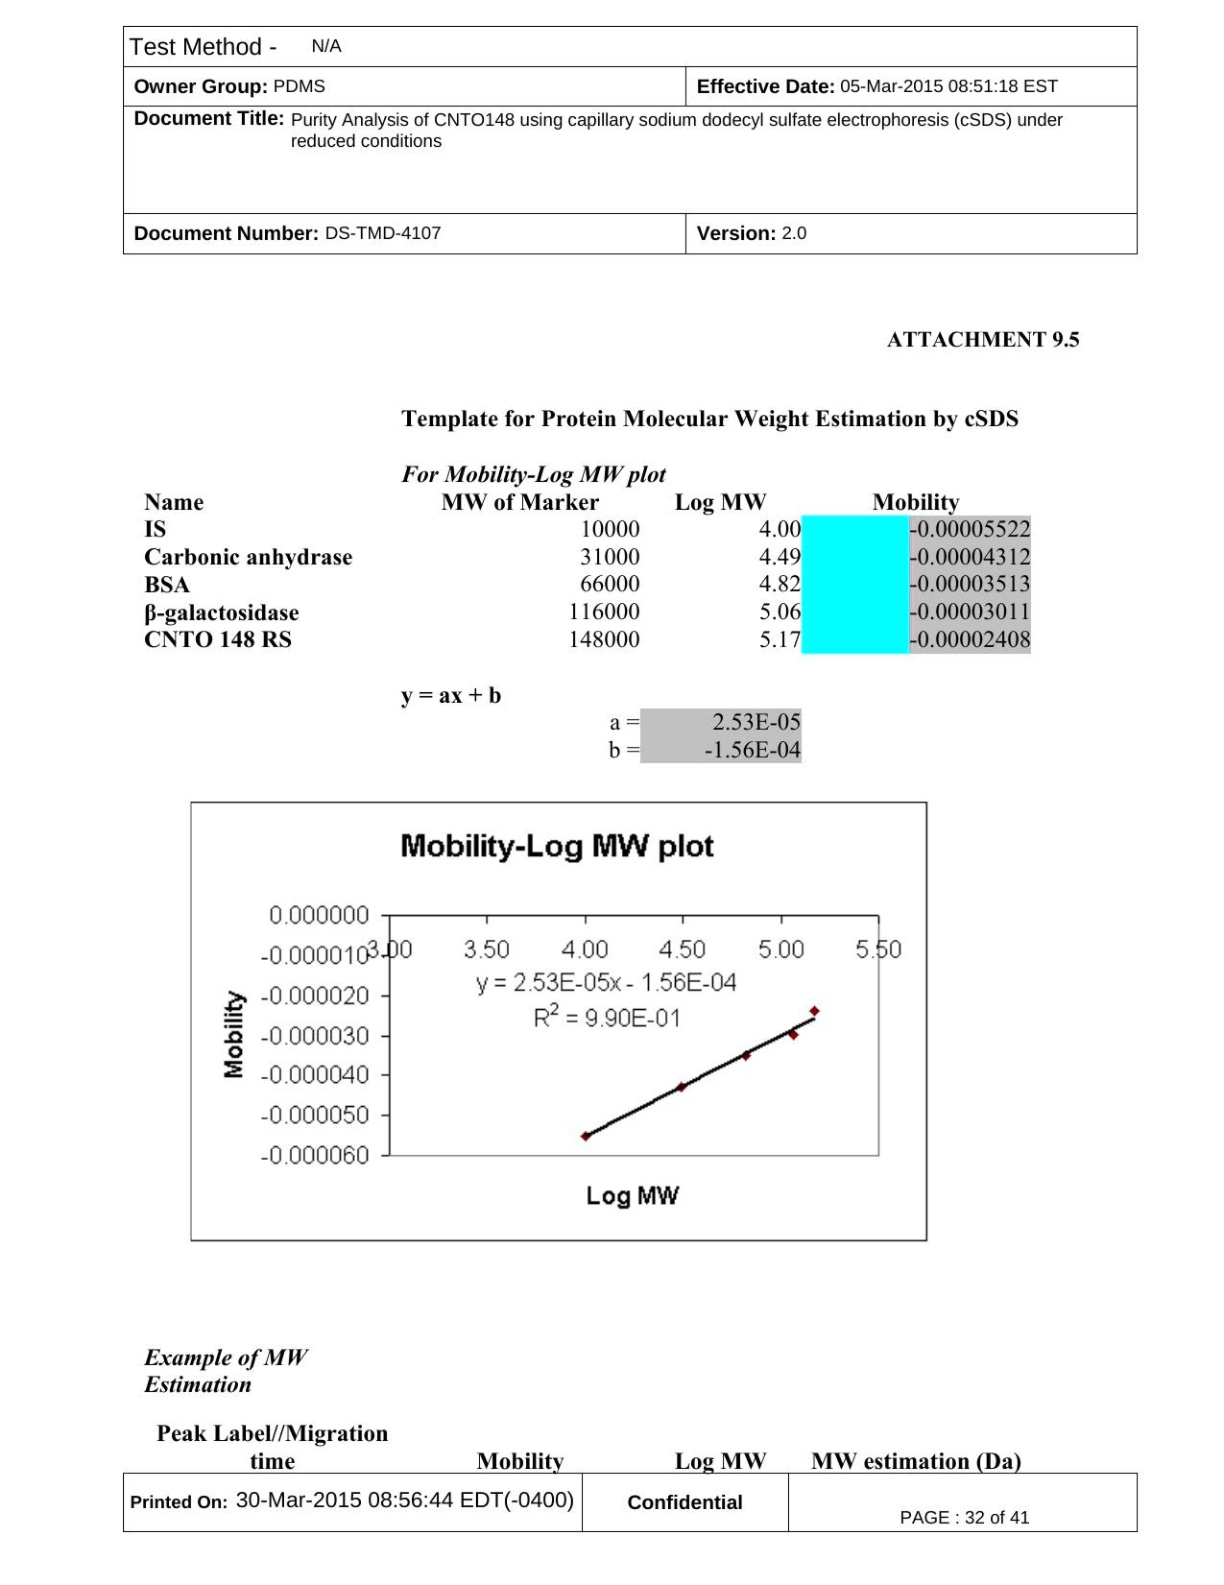 Test Method - N/A
Owner Group: PDMS Effective Date: 05-Mar-2015 08:51:18 EST
Document Title: Purity Analysis of CNTO148 using capillary sodium dodecyl sulfate electrophoresis (cSDS) under
reduced conditions
Document Number: DS-TMD-4107 Version: 2.0
ATTACHMENT 9.5
Template for Protein Molecular Weight Estimation by cSDS
For Mobility-Log MW plot
Name MW of Marker Log MW Mobility
IS 10000 4.00 -0.00005522
Carbonic anhydrase 31000 4.49 -0.00004312
BSA 66000 4.82 -0.00003513
β-galactosidase 116000 5.06 -0.00003011
CNTO 148 RS 148000 5.17 -0.00002408
y = ax + b
a = 2.53E-05
b = -1.56E-04
Mobility-Log MW plot
0.000000
-0.000010 3.00 3.50 4.00 4.50 5.00 5.50
y = 2.53E-05x - 1.56E-04
-0.000020
R² = 9.90E-01
-0.000030
-0.000040
-0.000050
-0.000060
Mobility
Log MW
Example of MW
Estimation
Peak Label//Migration
time Mobility Log MW MW estimation (Da)
Printed On: 30-Mar-2015 08:56:44 EDT(-0400) Confidential PAGE : 32 of 41